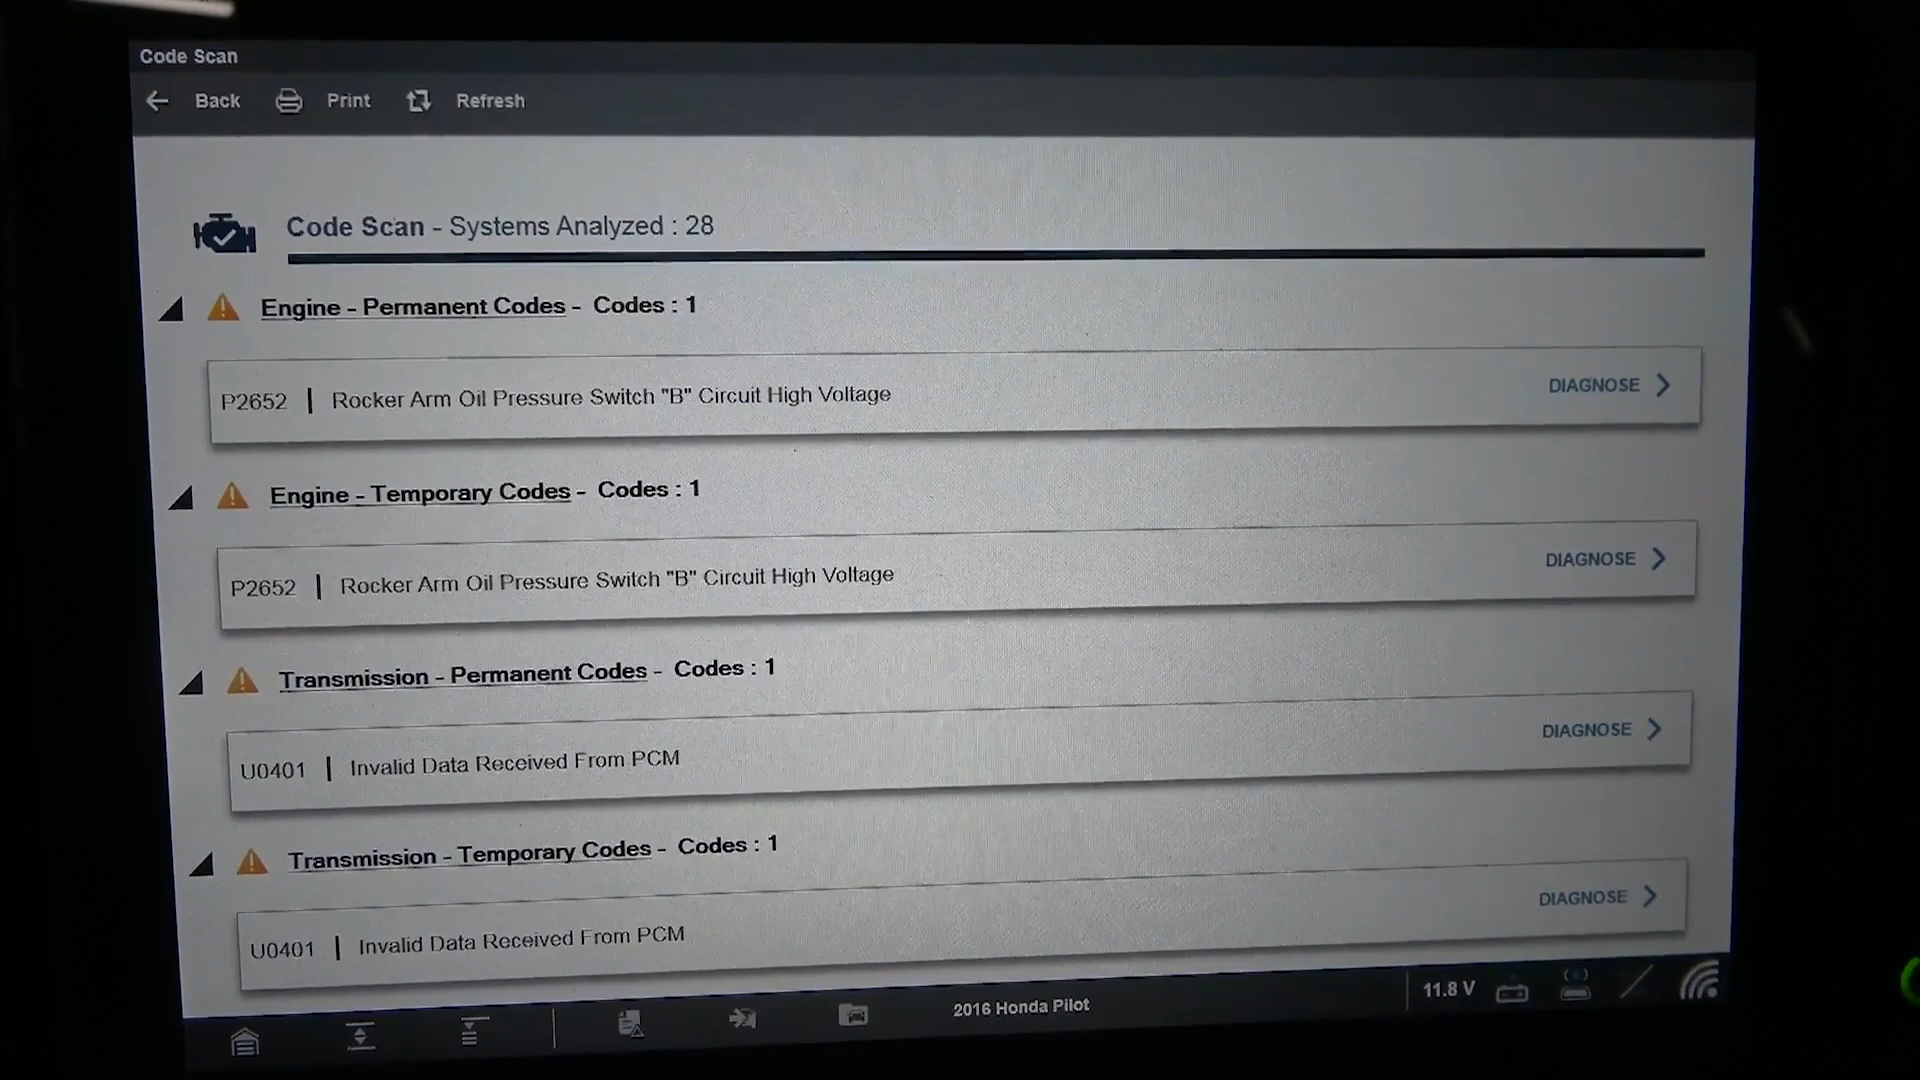 Code Scan
Back Print Refresh
Code Scan - Systems Analyzed : 28
Engine - Permanent Codes - Codes : 1
P2652 | Rocker Arm Oil Pressure Switch "B" Circuit High Voltage DIAGNOSE
Engine - Temporary Codes - Codes : 1
P2652 | Rocker Arm Oil Pressure Switch "B" Circuit High Voltage DIAGNOSE
Transmission - Permanent Codes - Codes : 1
U0401 | Invalid Data Received From PCM DIAGNOSE
Transmission - Temporary Codes - Codes : 1
U0401 | Invalid Data Received From PCM DIAGNOSE
2016 Honda Pilot 11.8 V